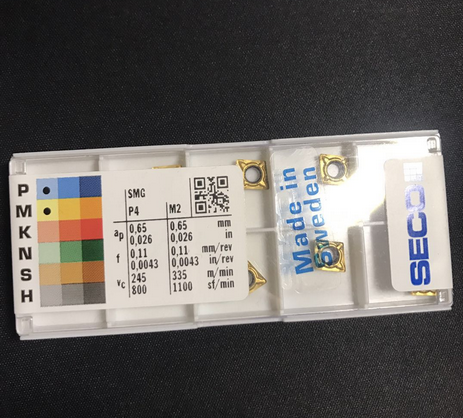 P
M
K
N
S
H
SMG
P4 M2
ap 0,65 0,65 mm
0,026 0,026 in
f 0,11 0,11 mm/rev
0,0043 0,0043 in/rev
vc 245 335 m/min
800 1100 sf/min
Made in
Sweden
SECO